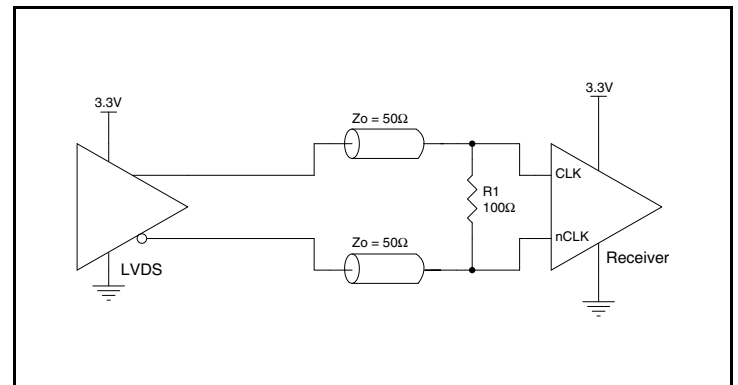 3.3V
3.3V
Zo = 50Ω
CLK
R1
100Ω
nCLK
Zo = 50Ω
LVDS
Receiver